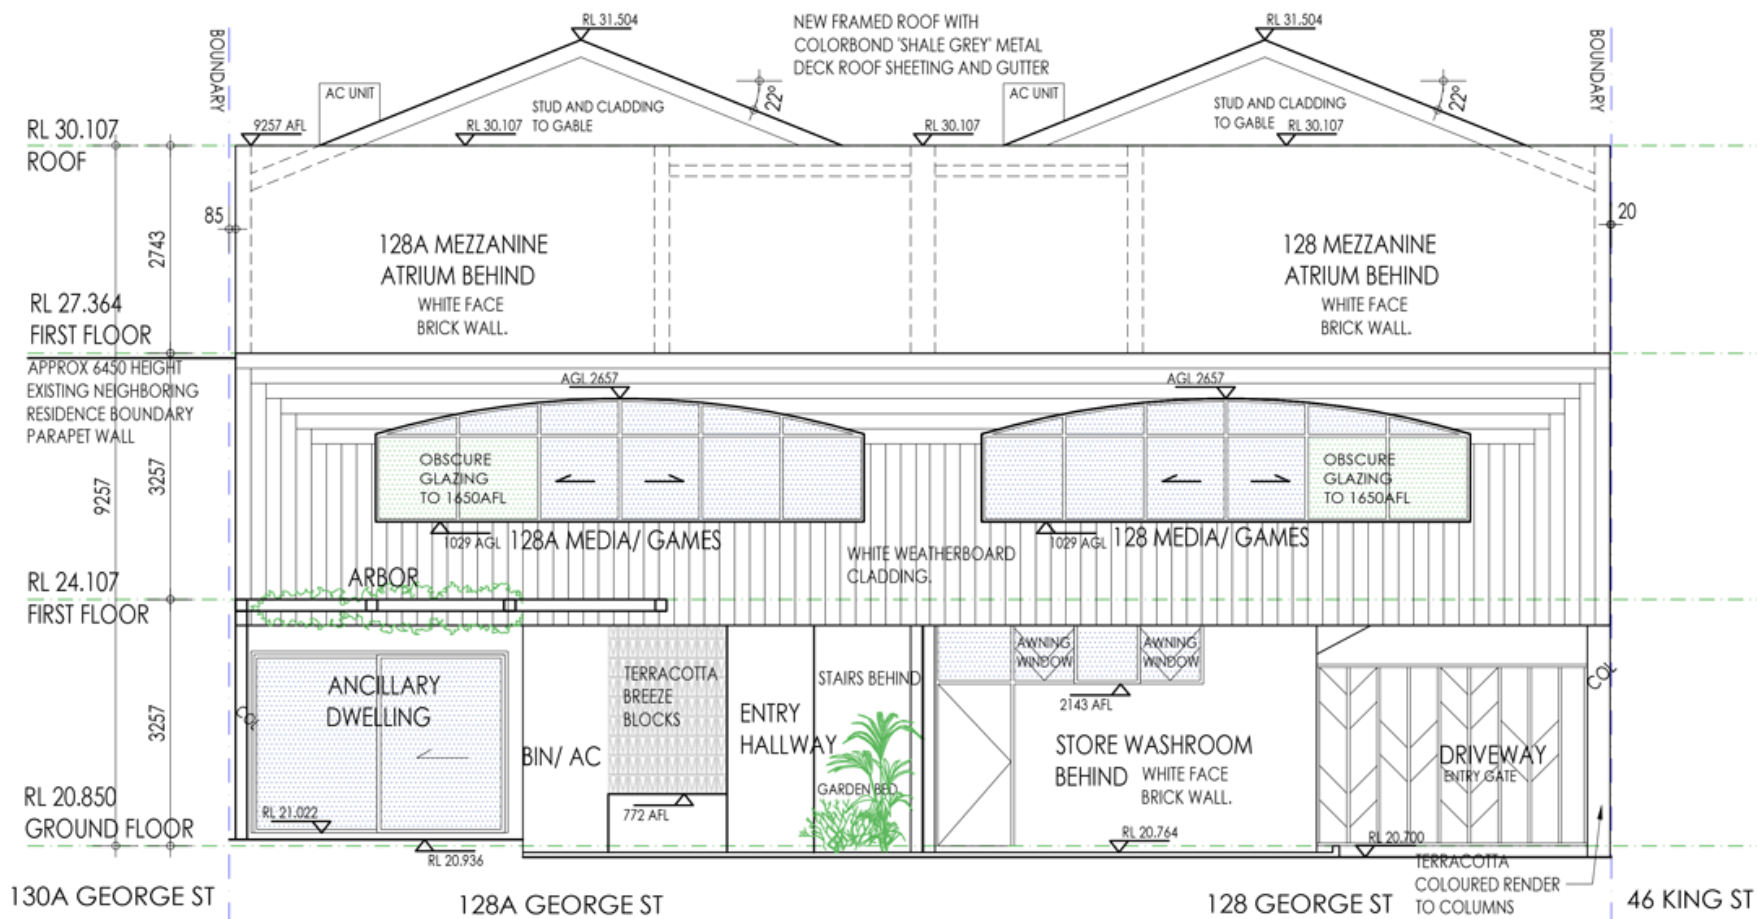 RL 31.504
NEW FRAMED ROOF WITH
COLORBOND 'SHALE GREY' METAL
DECK ROOF SHEETING AND GUTTER
RL 31.504
BOUNDARY
BOUNDARY
AC UNIT
22°
AC UNIT
22°
STUD AND CLADDING
TO GABLE
STUD AND CLADDING
TO GABLE
RL 30.107
ROOF
9257 AFL
RL 30.107
RL 30.107
RL 30.107
85
20
2743
128A MEZZANINE
ATRIUM BEHIND
WHITE FACE
BRICK WALL.
128 MEZZANINE
ATRIUM BEHIND
WHITE FACE
BRICK WALL.
RL 27.364
FIRST FLOOR
APPROX 6450 HEIGHT
EXISTING NEIGHBORING
RESIDENCE BOUNDARY
PARAPET WALL
AGL 2657
AGL 2657
9257
3257
OBSCURE
GLAZING
TO 1650AFL
OBSCURE
GLAZING
TO 1650AFL
1029 AGL
128A MEDIA/ GAMES
1029 AGL
128 MEDIA/ GAMES
WHITE WEATHERBOARD
CLADDING.
RL 24.107
FIRST FLOOR
ARBOR
3257
ANCILLARY
DWELLING
COL
TERRACOTTA
BREEZE
BLOCKS
BIN/ AC
772 AFL
ENTRY
HALLWAY
STAIRS BEHIND
GARDEN BED
AWNING
WINDOW
AWNING
WINDOW
2143 AFL
STORE WASHROOM
BEHIND
WHITE FACE
BRICK WALL.
COL
DRIVEWAY
ENTRY GATE
RL 20.850
GROUND FLOOR
RL 21.022
RL 20.936
RL 20.764
RL 20.700
TERRACOTTA
COLOURED RENDER
TO COLUMNS
130A GEORGE ST
128A GEORGE ST
128 GEORGE ST
46 KING ST